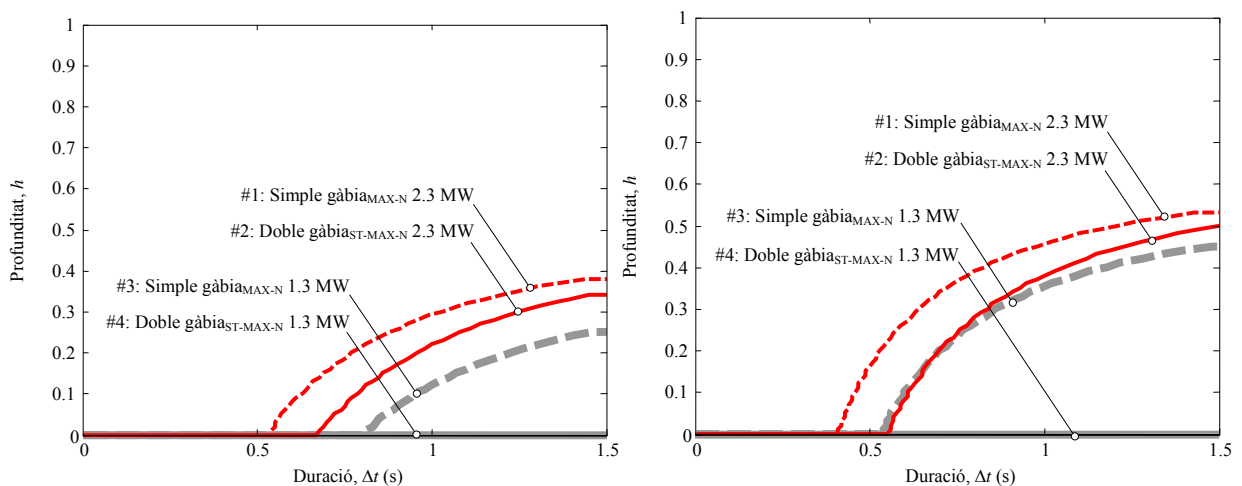 1
0.9
0.8
0.7
0.6
0.5
0.4
0.3
0.2
0.1
0
0.5
1
1.5
Profunditat, h
Duració, Δt (s)
#1: Simple gàbiaMAX-N 2.3 MW
#2: Doble gàbiaST-MAX-N 2.3 MW
#3: Simple gàbiaMAX-N 1.3 MW
#4: Doble gàbiaST-MAX-N 1.3 MW
1
0.9
0.8
0.7
0.6
0.5
0.4
0.3
0.2
0.1
0
0.5
1
1.5
Profunditat, h
Duració, Δt (s)
#1: Simple gàbiaMAX-N 2.3 MW
#2: Doble gàbiaST-MAX-N 2.3 MW
#3: Simple gàbiaMAX-N 1.3 MW
#4: Doble gàbiaST-MAX-N 1.3 MW